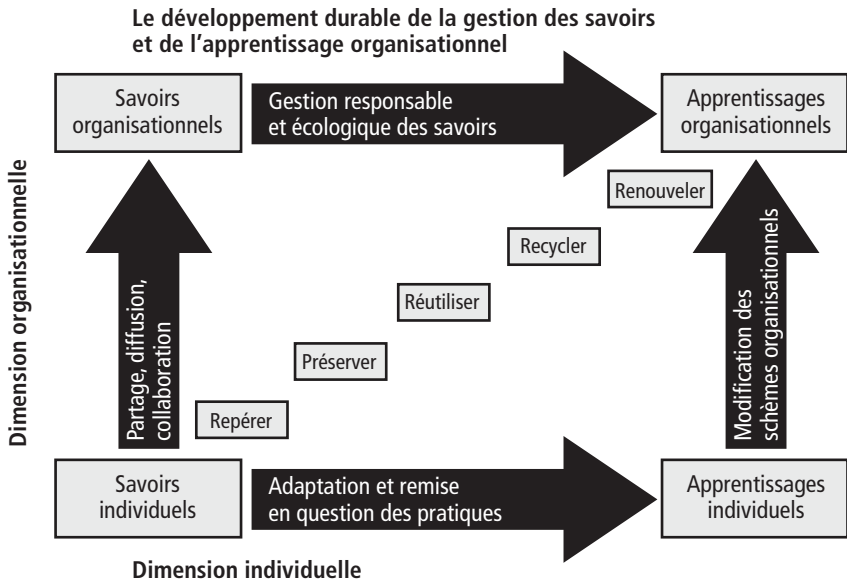 Le développement durable de la gestion des savoirs
et de l'apprentissage organisationnel
Savoirs
organisationnels
Gestion responsable
et écologique des savoirs
Apprentissages
organisationnels
Renouveler
Recycler
Réutiliser
Préserver
Repérer
Dimension organisationnelle
Partage, diffusion,
collaboration
Modification des
schèmes organisationnels
Savoirs
individuels
Adaptation et remise
en question des pratiques
Apprentissages
individuels
Dimension individuelle